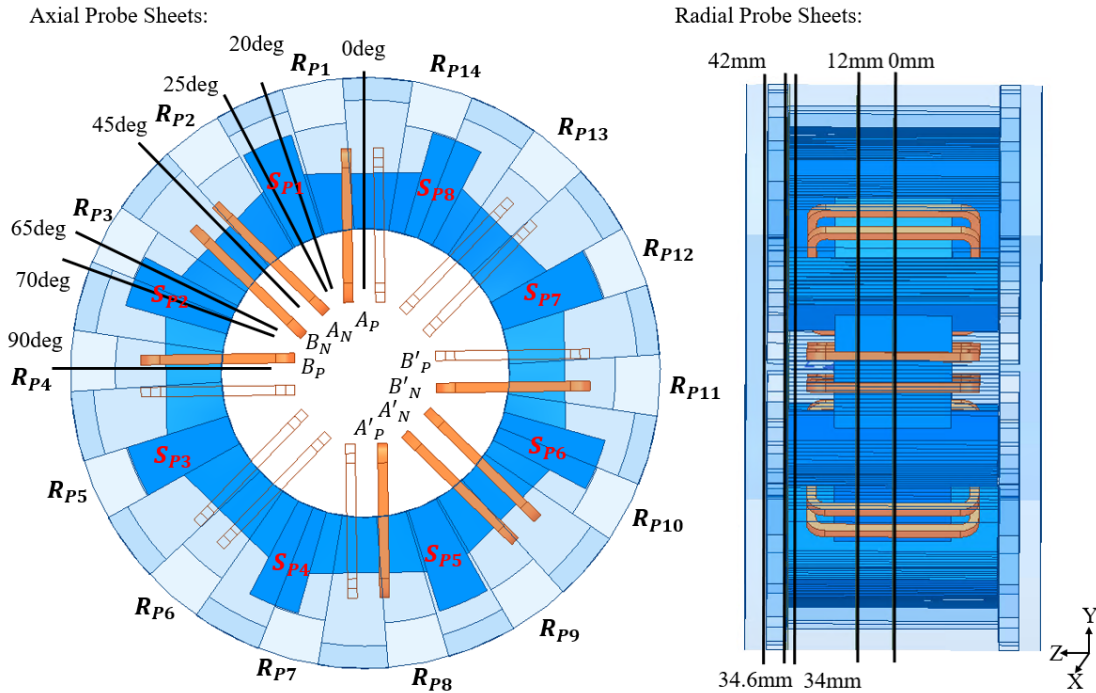 Axial Probe Sheets:
Radial Probe Sheets:
20deg
0deg
R_P1
R_P14
25deg
42mm
12mm
0mm
R_P2
R_P13
45deg
S_P1
S_P8
R_P3
R_P12
65deg
70deg
S_P2
S_P7
B_N
A_N
A_P
90deg
B_P
B'_P
R_P4
R_P11
B'_N
A'_N
A'_P
S_P3
S_P6
R_P5
R_P10
S_P4
S_P5
R_P6
R_P9
R_P7
R_P8
34.6mm
34mm
Y
Z
X